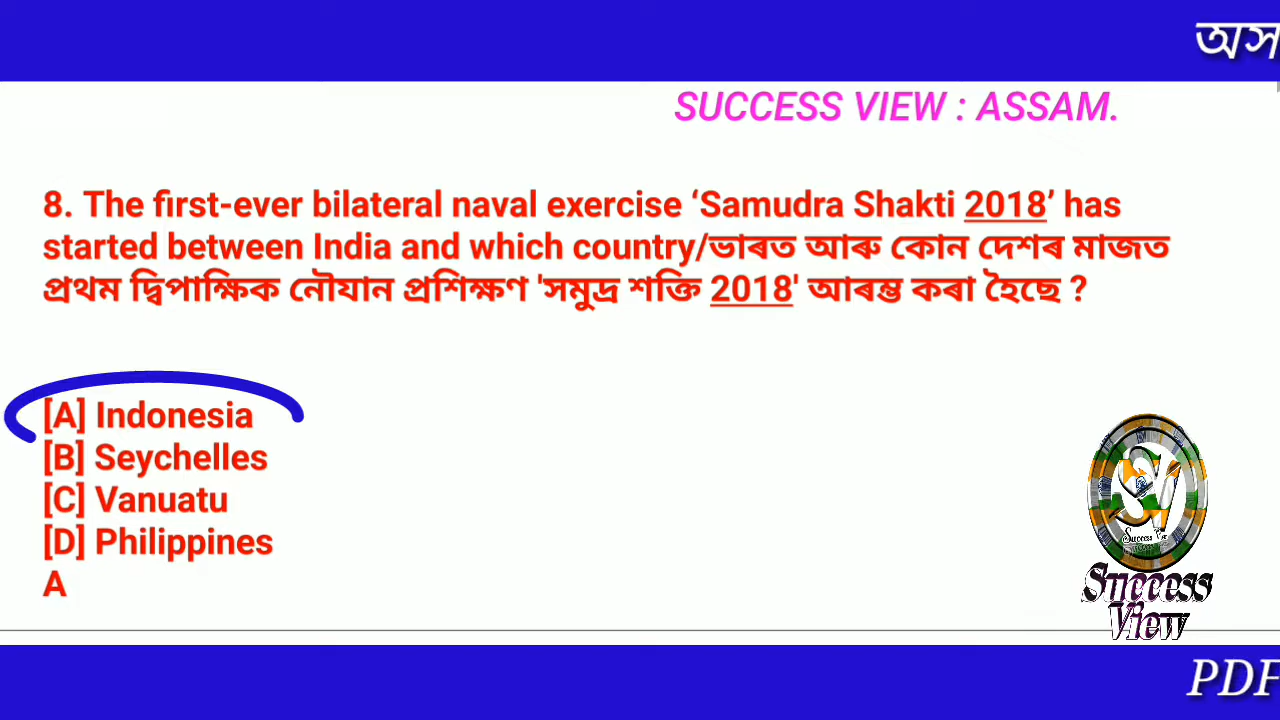 অস
SUCCESS VIEW : ASSAM.
8. The first-ever bilateral naval exercise ‘Samudra Shakti 2018’ has
started between India and which country/ভাৰত আৰু কোন দেশৰ মাজত
প্ৰথম দ্বিপাক্ষিক নৌযান প্ৰশিক্ষণ 'সমুদ্ৰ শক্তি 2018' আৰম্ভ কৰা হৈছে ?
[A] Indonesia
[B] Seychelles
[C] Vanuatu
[D] Philippines
A
SV
Success
View
PDF